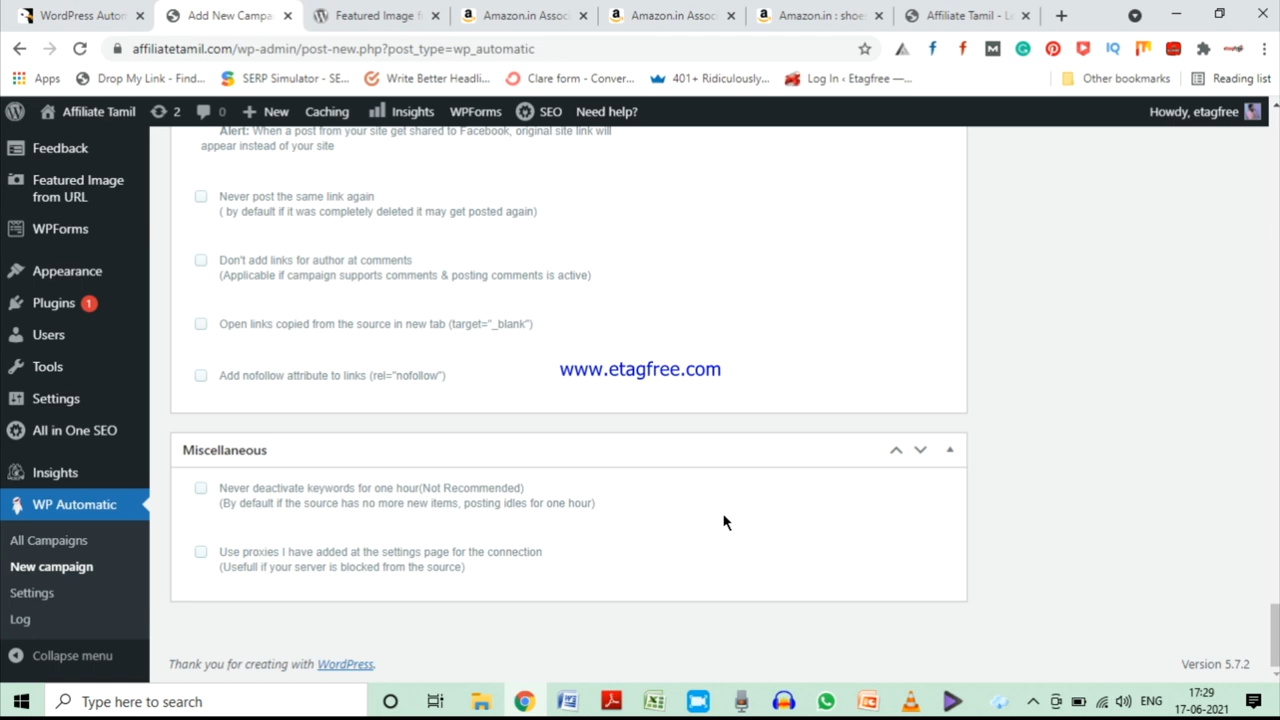 WordPress Autom
Add New Campa
Featured Image f
Amazon.in Assoc
Amazon.in Assoc
Amazon.in : shoe
Affiliate Tamil - Le
affiliatetamil.com/wp-admin/post-new.php?post_type=wp_automatic
Apps
Drop My Link - Find...
SERP Simulator - SE...
Write Better Headli...
Clare form - Conver...
401+ Ridiculously...
Log In ‹ Etagfree —...
Other bookmarks
Reading list
Affiliate Tamil
2
0
New
Caching
Insights
WPForms
SEO
Need help?
Howdy, etagfree
Feedback
Featured Image
from URL
WPForms
Appearance
Plugins 1
Users
Tools
Settings
All in One SEO
Insights
WP Automatic
All Campaigns
New campaign
Settings
Log
Collapse menu
Alert: When a post from your site get shared to Facebook, original site link will
appear instead of your site
Never post the same link again
( by default if it was completely deleted it may get posted again)
Don't add links for author at comments
(Applicable if campaign supports comments & posting comments is active)
Open links copied from the source in new tab (target="_blank")
www.etagfree.com
Add nofollow attribute to links (rel="nofollow")
Miscellaneous
Never deactivate keywords for one hour(Not Recommended)
(By default if the source has no more new items, posting idles for one hour)
Use proxies I have added at the settings page for the connection
(Usefull if your server is blocked from the source)
Thank you for creating with WordPress.
Version 5.7.2
Type here to search
ENG
17:29
17-06-2021